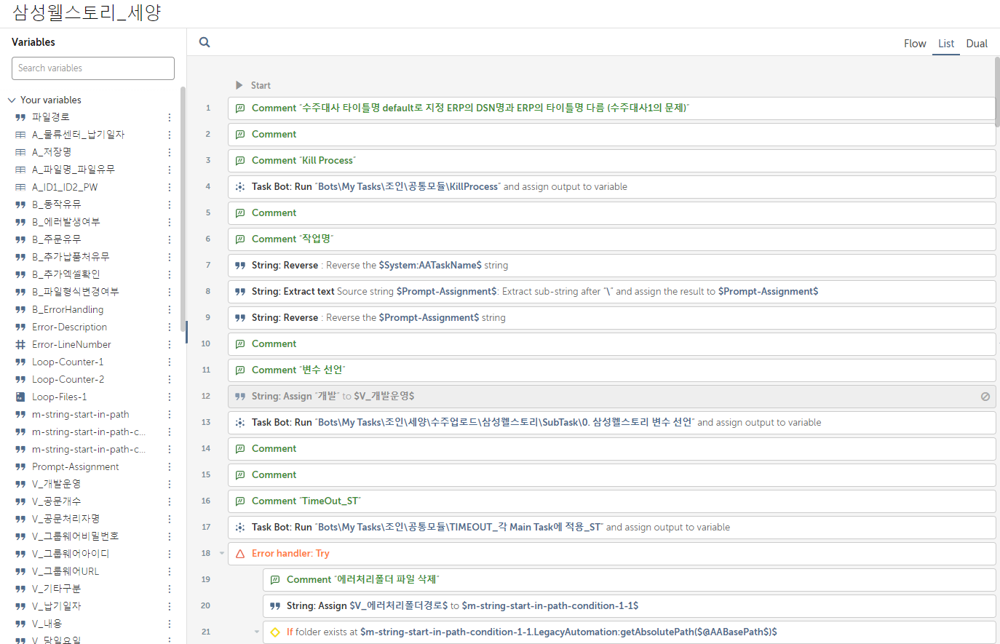 삼성웰스토리_세양
Variables
Search variables
Your variables
파일경로
A_물류센터_납기일자
A_저장명
A_파일명_파일유무
A_ID1_ID2_PW
B_동작유뮤
B_에러발생여부
B_주문유무
B_추가납품처유무
B_추가엑셀확인
B_파일형식변경여부
B_ErrorHandling
Error-Description
Error-LineNumber
Loop-Counter-1
Loop-Counter-2
Loop-Files-1
m-string-start-in-path
m-string-start-in-path-c...
m-string-start-in-path-c...
Prompt-Assignment
V_개발운영
V_공문개수
V_공문처리자명
V_그룹웨어비밀번호
V_그룹웨어아이디
V_그룹웨어URL
V_기타구분
V_납기일자
V_내용
V_당일요일
Flow List Dual
Start
1 Comment "수주대사 타이틀명 default로 지정 ERP의 DSN명과 ERP의 타이틀명 다름 (수주대사1의 문제)"
2 Comment
3 Comment "Kill Process"
4 Task Bot: Run "Bots\My Tasks\조인\공통모듈\KillProcess" and assign output to variable
5 Comment
6 Comment "작업명"
7 String: Reverse : Reverse the $System:AATaskName$ string
8 String: Extract text Source string $Prompt-Assignment$: Extract sub-string after "\" and assign the result to $Prompt-Assignment$
9 String: Reverse : Reverse the $Prompt-Assignment$ string
10 Comment
11 Comment "변수 선언"
12 String: Assign "개발" to $V_개발운영$
13 Task Bot: Run "Bots\My Tasks\조인\세양\수주업로드\삼성웰스토리\SubTask\0. 삼성웰스토리 변수 선언" and assign output to variable
14 Comment
15 Comment
16 Comment "TimeOut_ST"
17 Task Bot: Run "Bots\My Tasks\조인\공통모듈\TIMEOUT_각 Main Task에 적용_ST" and assign output to variable
18 Error handler: Try
19 Comment "에러처리폴더 파일 삭제"
20 String: Assign $V_에러처리폴더경로$ to $m-string-start-in-path-condition-1-1$
21 If folder exists at $m-string-start-in-path-condition-1-1.LegacyAutomation:getAbsolutePath($@AABasePath$)$